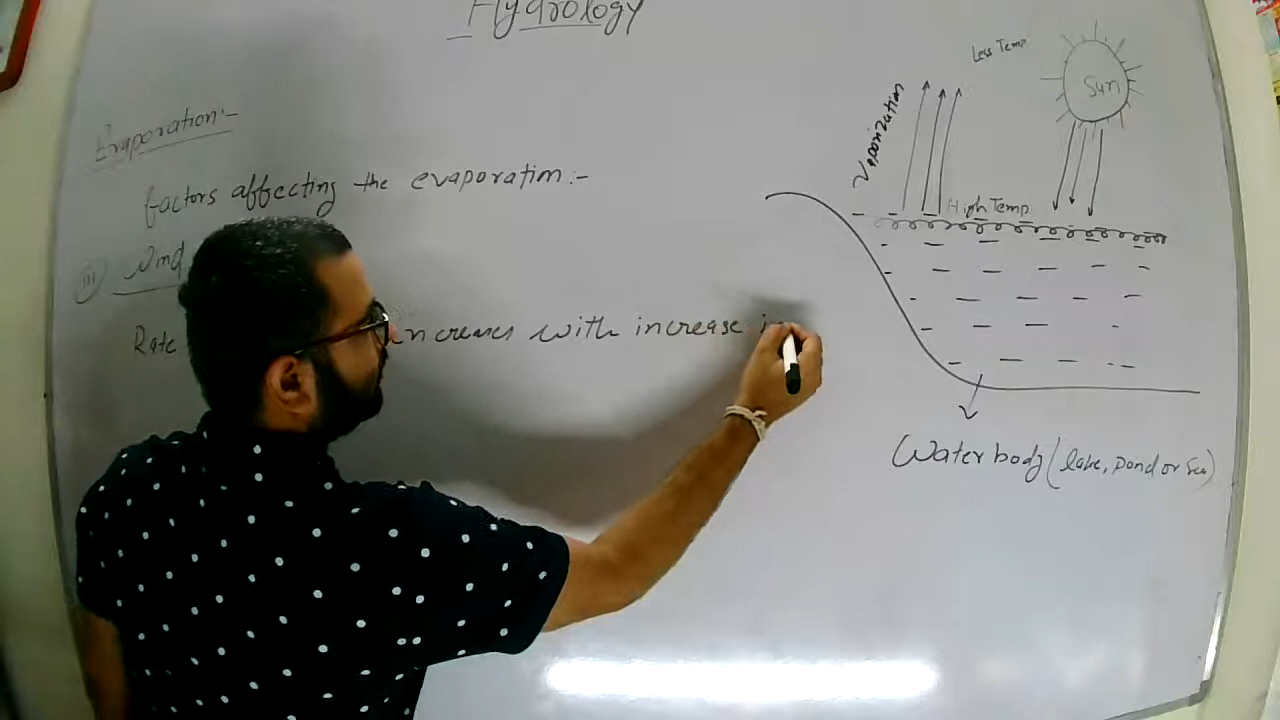 Hydrology
Evaporation:-
factors affecting the evaporation:-
(iii) Wind
Rate increases with increase in
Less Temp
Sun
Vaporization
High Temp
Water body (lake, Pond or Sea)